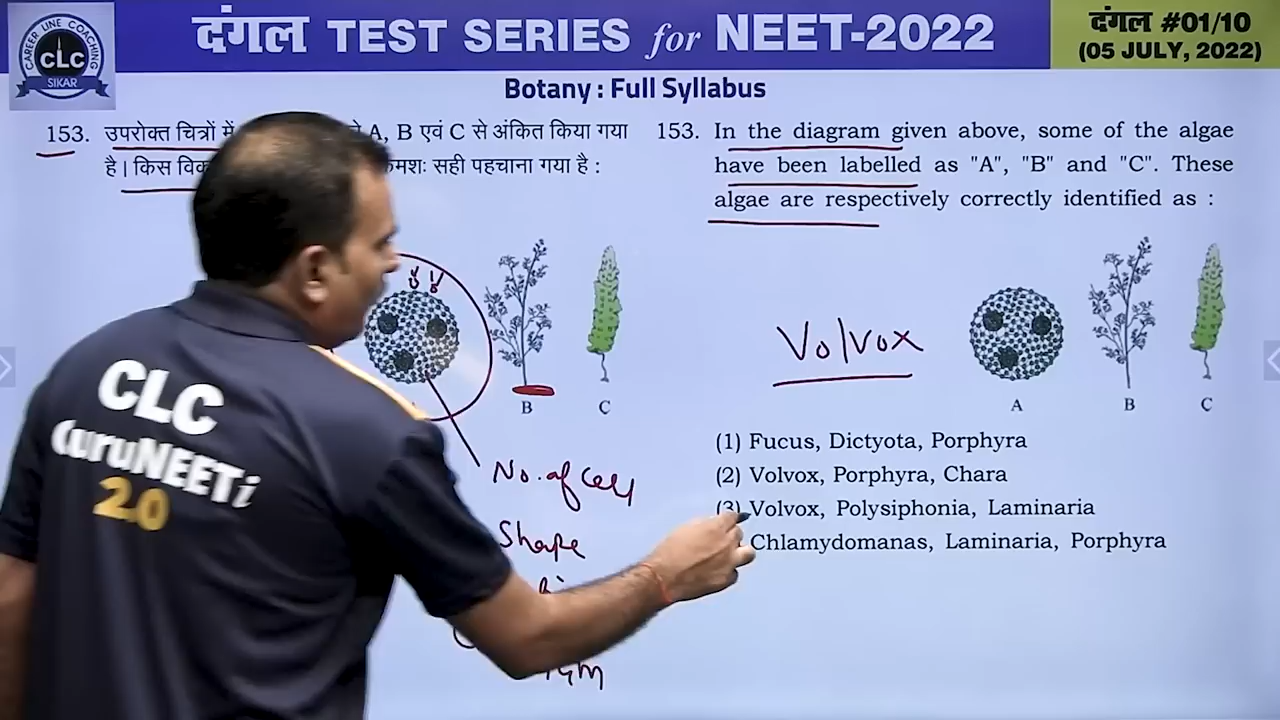 दंगल TEST SERIES for NEET-2022
दंगल #01/10
(05 JULY, 2022)
CAREER LINE COACHING
CLC
SIKAR
Botany : Full Syllabus
153. उपरोक्त चित्रों में A, B एवं C से अंकित किया गया
है। किस सही पहचाना गया है :
B
C
No. of Cell
Shape
153. In the diagram given above, some of the algae
have been labelled as "A", "B" and "C". These
algae are respectively correctly identified as :
Volvox
A
B
C
(1) Fucus, Dictyota, Porphyra
(2) Volvox, Porphyra, Chara
(3) Volvox, Polysiphonia, Laminaria
Chlamydomanas, Laminaria, Porphyra
CLC
GuruNEETi
2.0